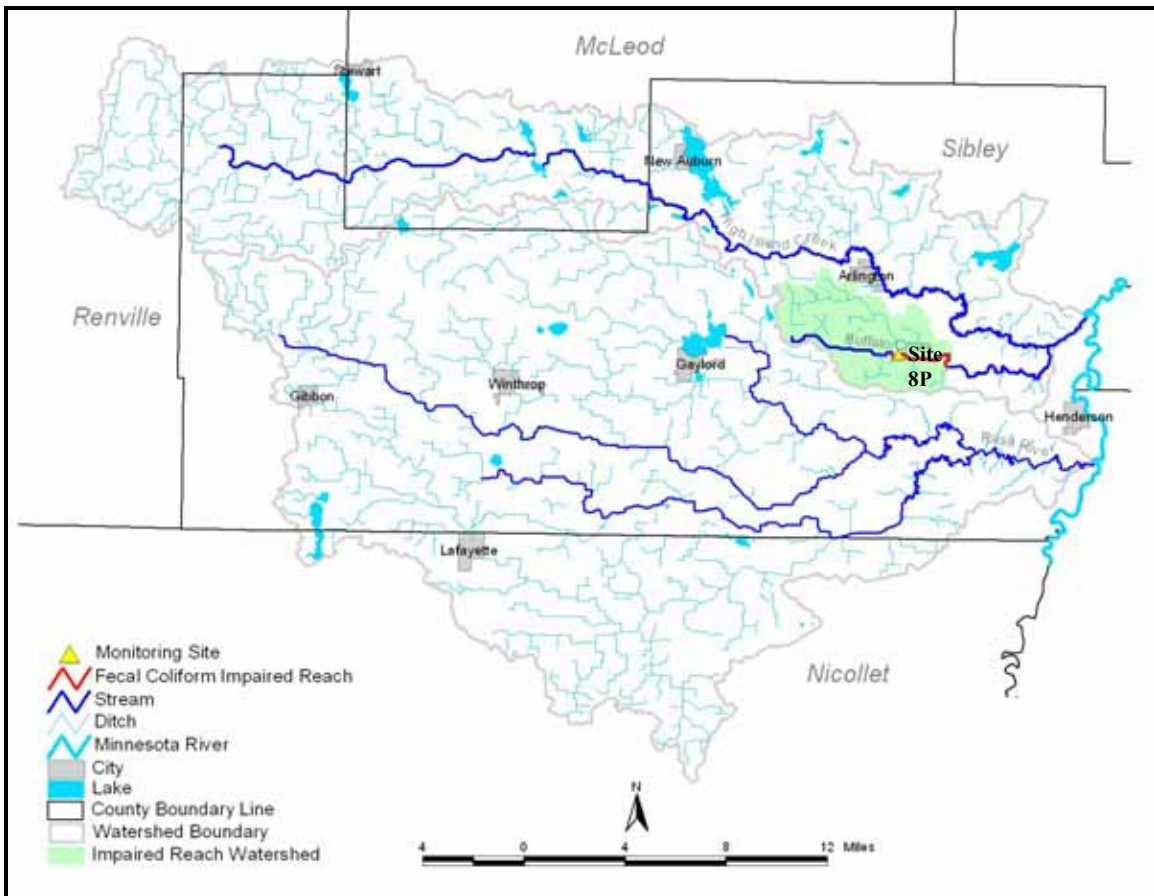 McLeod
Stewart
Sibley
New Auburn
High Island Creek
Arlington
Renville
Buffalo Creek
Site
8P
Gaylord
Winthrop
Gibbon
Henderson
Rush River
Lafayette
Nicollet
Monitoring Site
Fecal Coliform Impaired Reach
Stream
Ditch
Minnesota River
City
Lake
County Boundary Line
Watershed Boundary
Impaired Reach Watershed
N
4 0 4 8 12 Miles